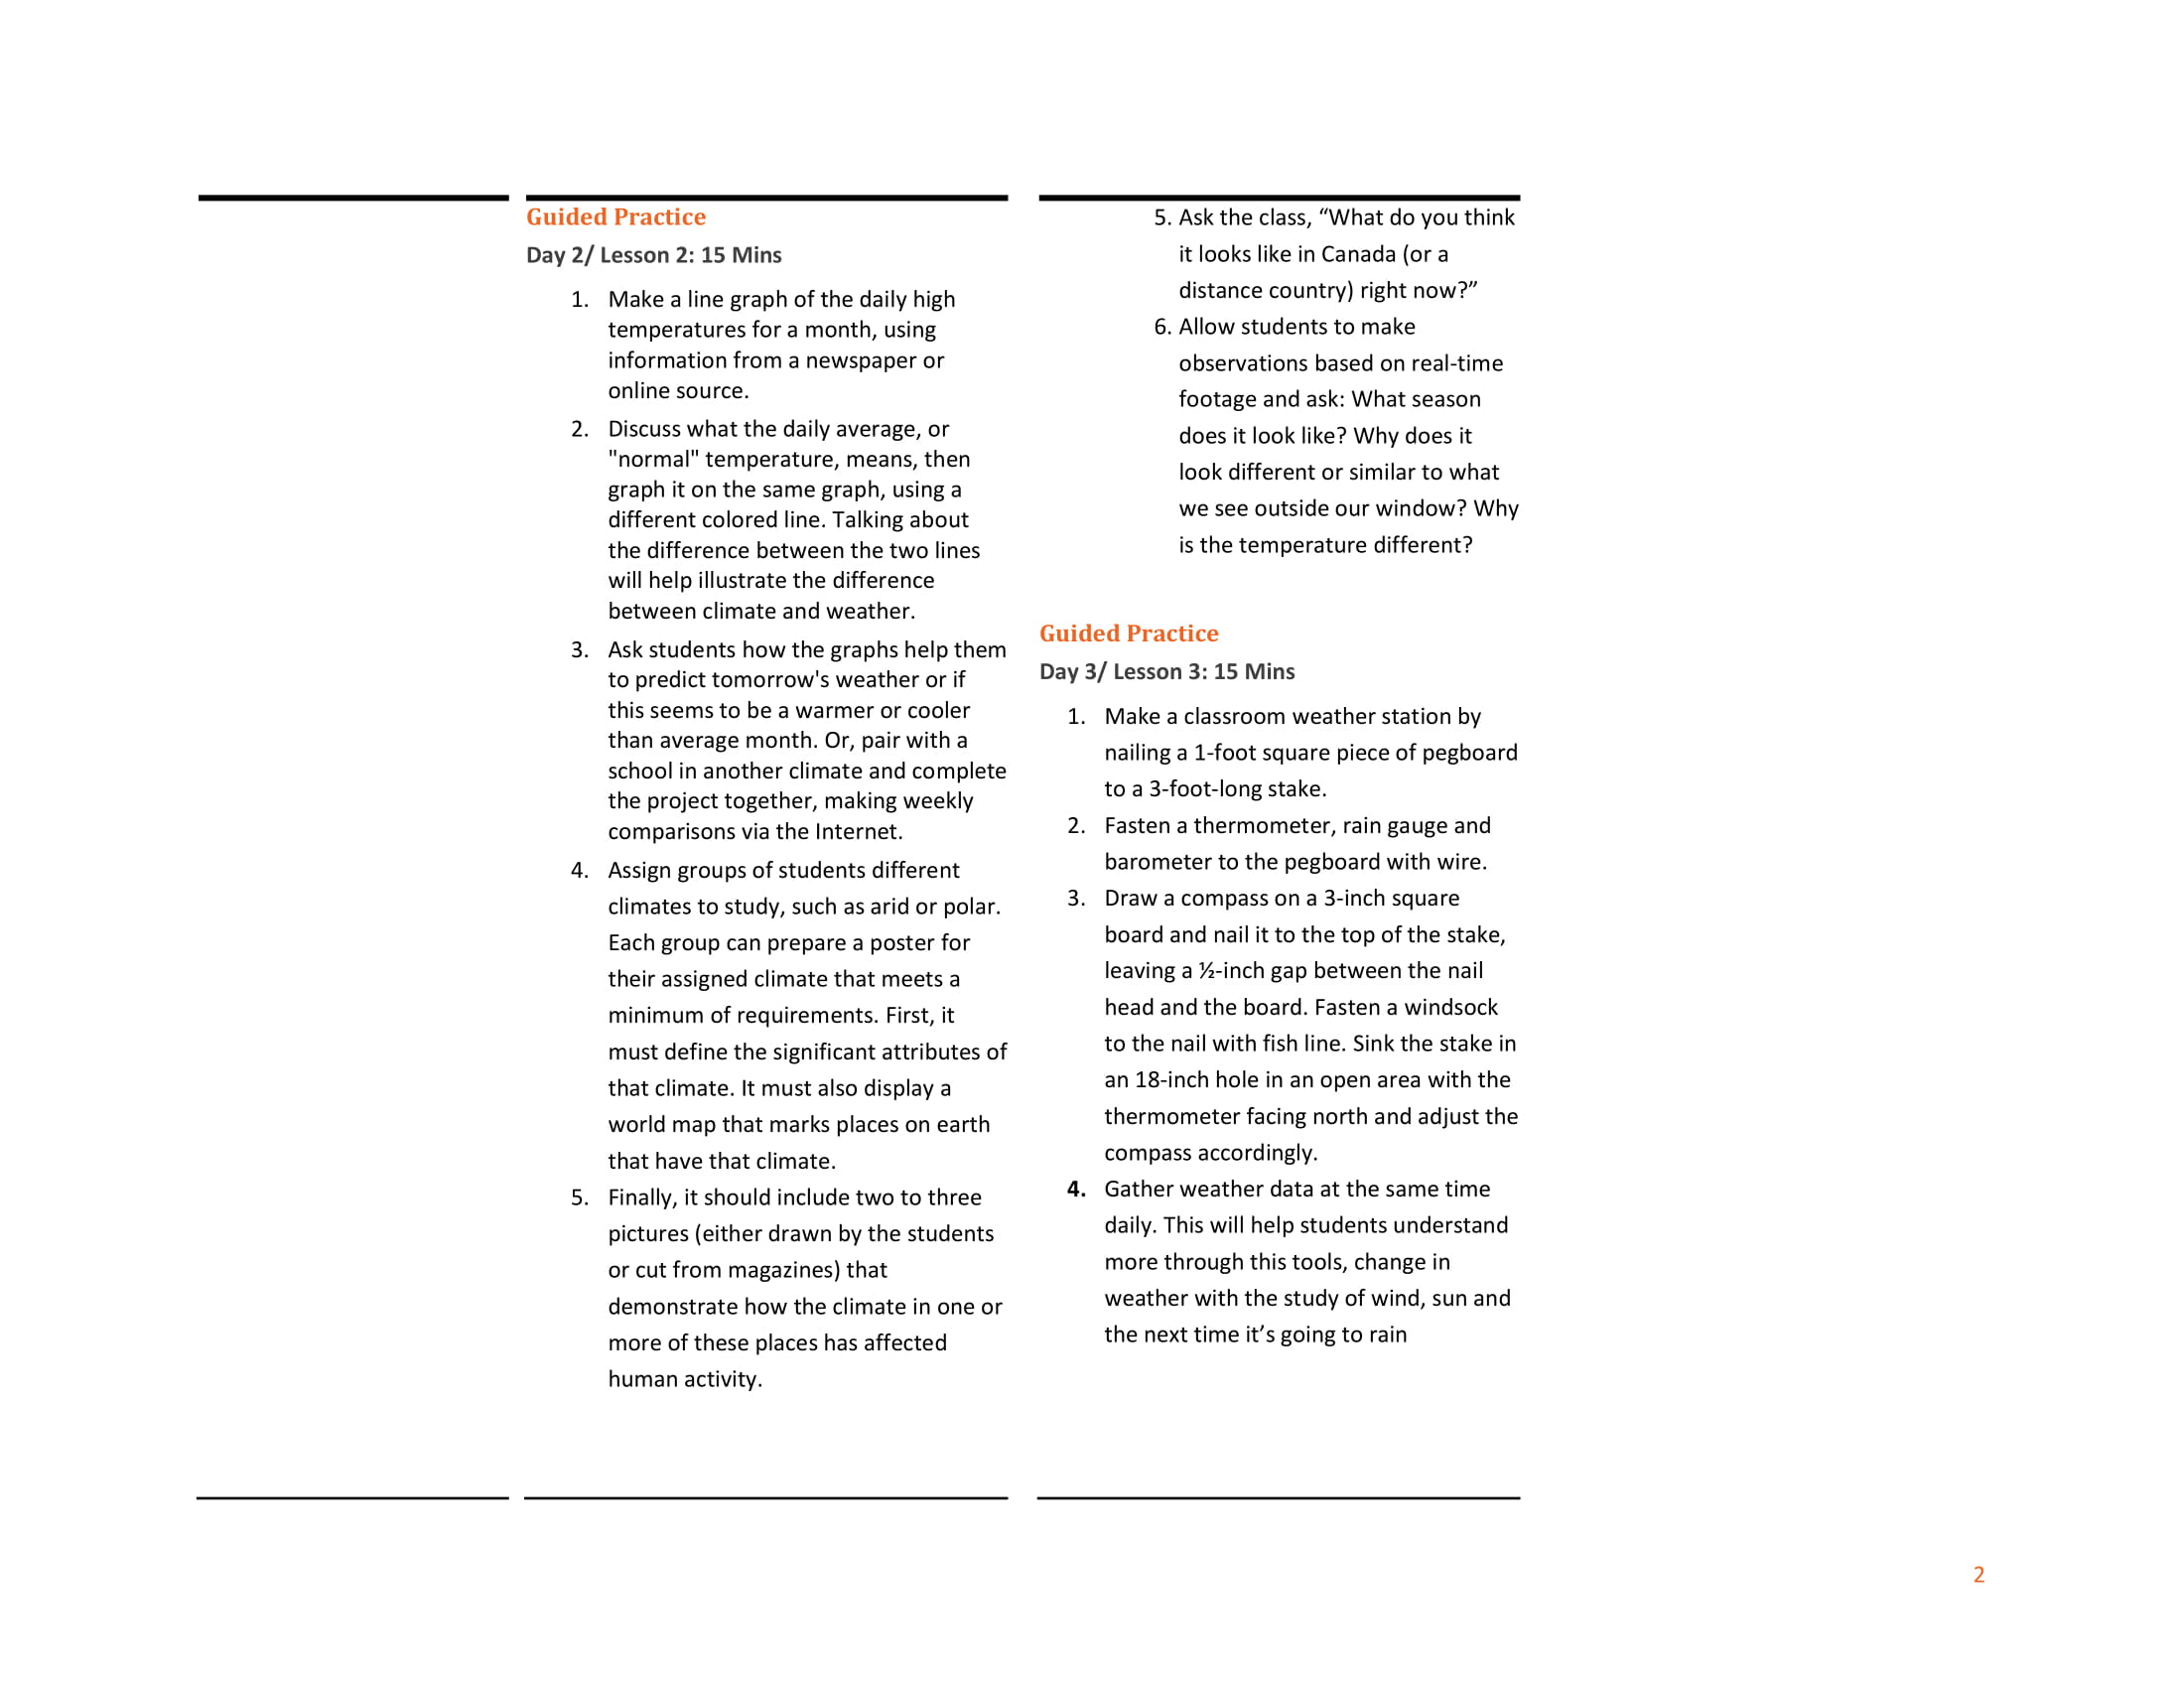 Guided Practice
Day 2/ Lesson 2: 15 Mins
1. Make a line graph of the daily high
temperatures for a month, using
information from a newspaper or
online source.
2. Discuss what the daily average, or
"normal" temperature, means, then
graph it on the same graph, using a
different colored line. Talking about
the difference between the two lines
will help illustrate the difference
between climate and weather.
3. Ask students how the graphs help them
to predict tomorrow's weather or if
this seems to be a warmer or cooler
than average month. Or, pair with a
school in another climate and complete
the project together, making weekly
comparisons via the Internet.
4. Assign groups of students different
climates to study, such as arid or polar.
Each group can prepare a poster for
their assigned climate that meets a
minimum of requirements. First, it
must define the significant attributes of
that climate. It must also display a
world map that marks places on earth
that have that climate.
5. Finally, it should include two to three
pictures (either drawn by the students
or cut from magazines) that
demonstrate how the climate in one or
more of these places has affected
human activity.
5. Ask the class, “What do you think
it looks like in Canada (or a
distance country) right now?”
6. Allow students to make
observations based on real-time
footage and ask: What season
does it look like? Why does it
look different or similar to what
we see outside our window? Why
is the temperature different?
Guided Practice
Day 3/ Lesson 3: 15 Mins
1. Make a classroom weather station by
nailing a 1-foot square piece of pegboard
to a 3-foot-long stake.
2. Fasten a thermometer, rain gauge and
barometer to the pegboard with wire.
3. Draw a compass on a 3-inch square
board and nail it to the top of the stake,
leaving a ½-inch gap between the nail
head and the board. Fasten a windsock
to the nail with fish line. Sink the stake in
an 18-inch hole in an open area with the
thermometer facing north and adjust the
compass accordingly.
4. Gather weather data at the same time
daily. This will help students understand
more through this tools, change in
weather with the study of wind, sun and
the next time it’s going to rain
2